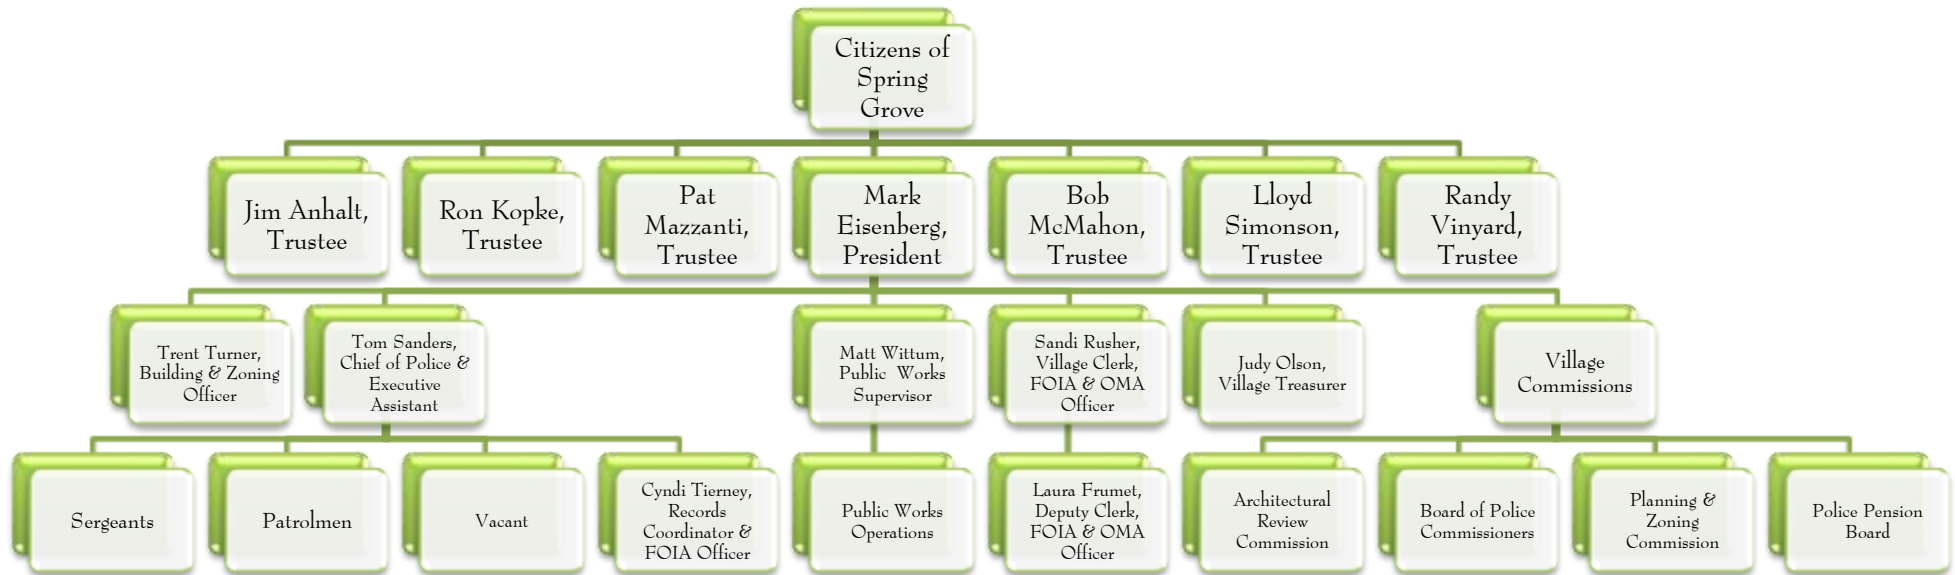 Citizens of
Spring
Grove
Jim Anhalt,
Trustee
Ron Kopke,
Trustee
Pat
Mazzanti,
Trustee
Mark
Eisenberg,
President
Bob
McMahon,
Trustee
Lloyd
Simonson,
Trustee
Randy
Vinyard,
Trustee
Trent Turner,
Building & Zoning
Officer
Tom Sanders,
Chief of Police &
Executive
Assistant
Matt Wittum,
Public Works
Supervisor
Sandi Rusher,
Village Clerk,
FOIA & OMA
Officer
Judy Olson,
Village Treasurer
Village
Commissions
Sergeants
Patrolmen
Vacant
Cyndi Tierney,
Records
Coordinator &
FOIA Officer
Public Works
Operations
Laura Frumet,
Deputy Clerk,
FOIA & OMA
Officer
Architectural
Review
Commission
Board of Police
Commissioners
Planning &
Zoning
Commission
Police Pension
Board